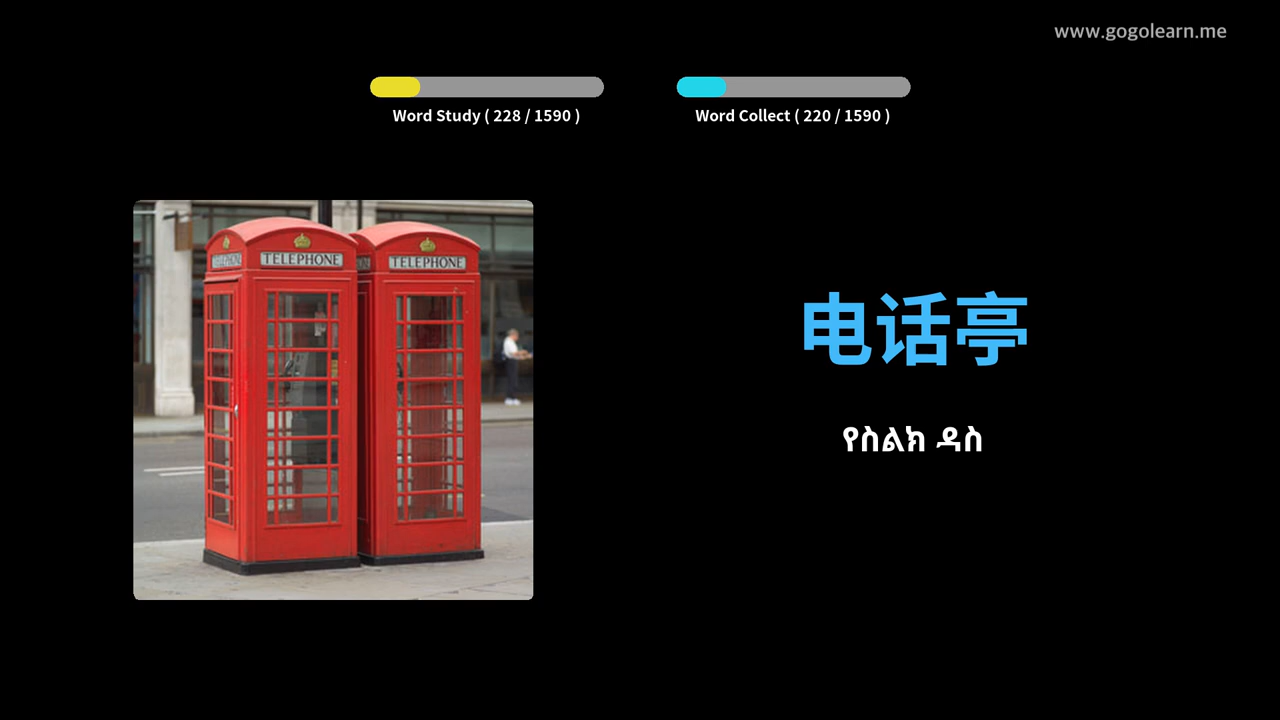 www.gogolearn.me
Word Study ( 228 / 1590 )
Word Collect ( 220 / 1590 )
TELEPHONE
TELEPHONE
电话亭
የስልክ ዳስ